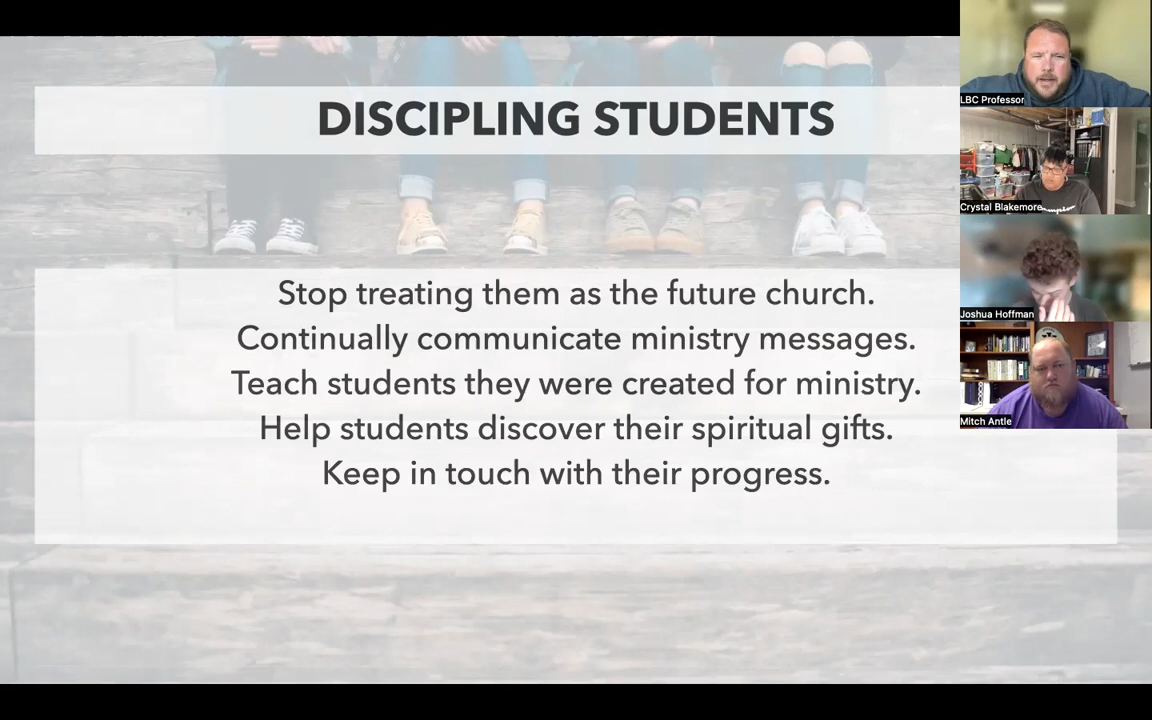 DISCIPLING STUDENTS
Stop treating them as the future church.
Continually communicate ministry messages.
Teach students they were created for ministry.
Help students discover their spiritual gifts.
Keep in touch with their progress.
LBC Professor
Crystal Blakemore
Champion
Joshua Hoffman
Mitch Antle